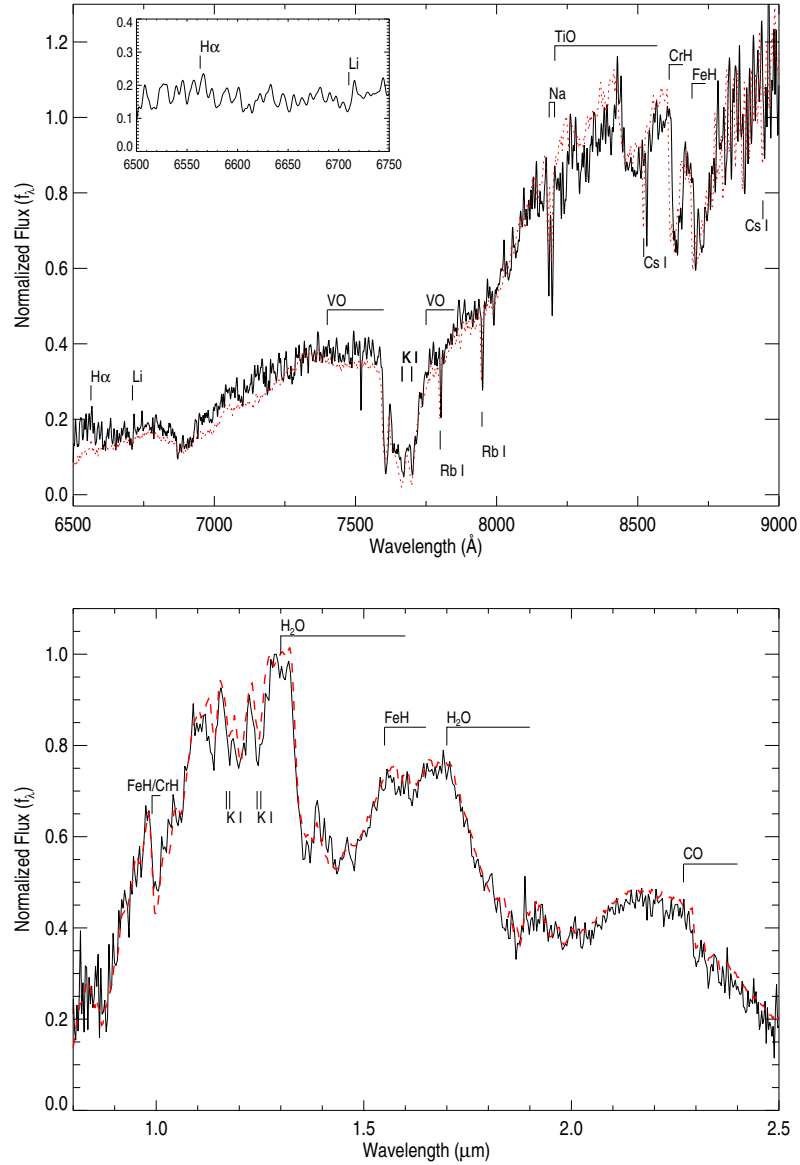 0.4
0.3
0.2
0.1
0.0
Hα
Li
6500 6550 6600 6650 6700 6750
1.2
1.0
0.8
0.6
0.4
0.2
0.0
Normalized Flux (fλ)
TiO
CrH
FeH
Na
Cs I
Cs I
VO
VO
K I
Hα
Li
Rb I
Rb I
6500 7000 7500 8000 8500 9000
Wavelength (Å)
1.0
0.8
0.6
0.4
0.2
0.0
Normalized Flux (fλ)
H₂O
FeH
H₂O
FeH/CrH
K I
K I
CO
1.0 1.5 2.0 2.5
Wavelength (μm)